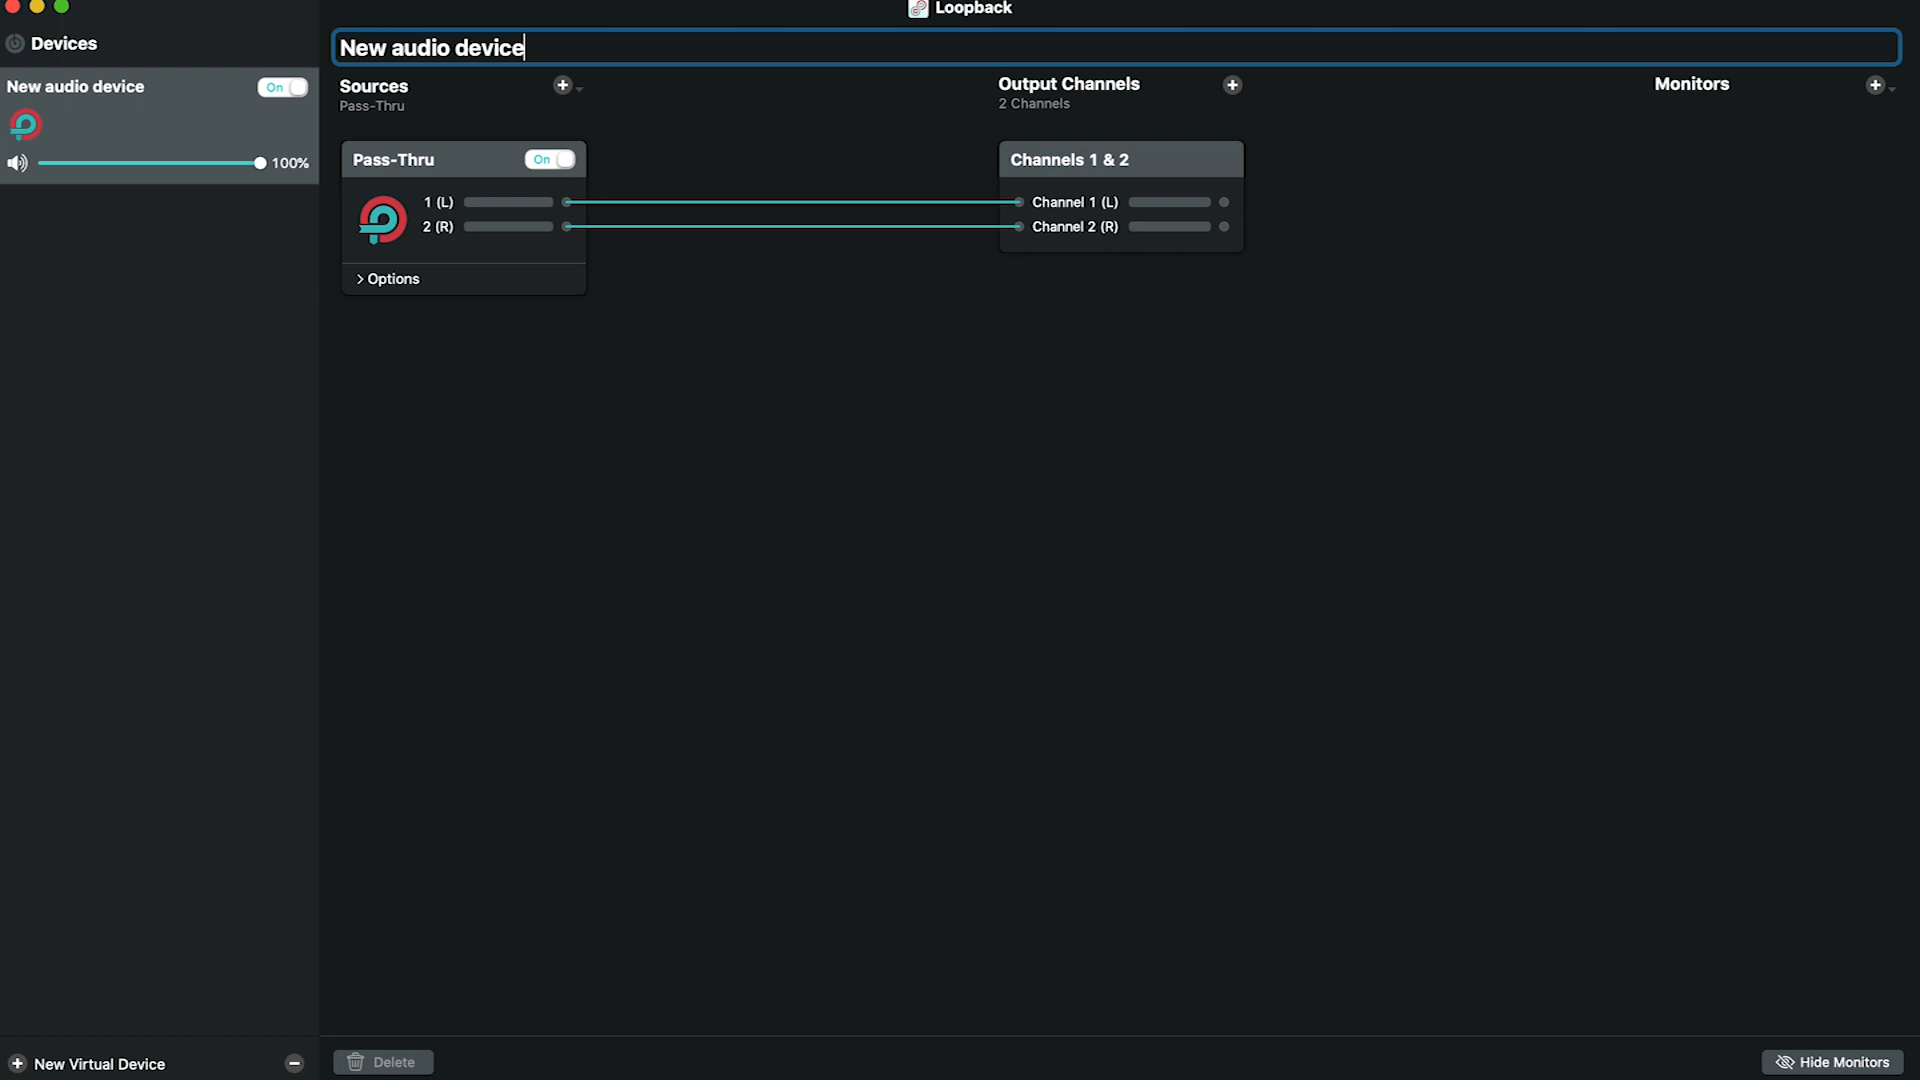 Loopback
Devices
New audio device
New audio device
On
100%
Sources
Pass-Thru
Output Channels
2 Channels
Monitors
Pass-Thru
On
1 (L)
2 (R)
Options
Channels 1 & 2
Channel 1 (L)
Channel 2 (R)
New Virtual Device
Delete
Hide Monitors